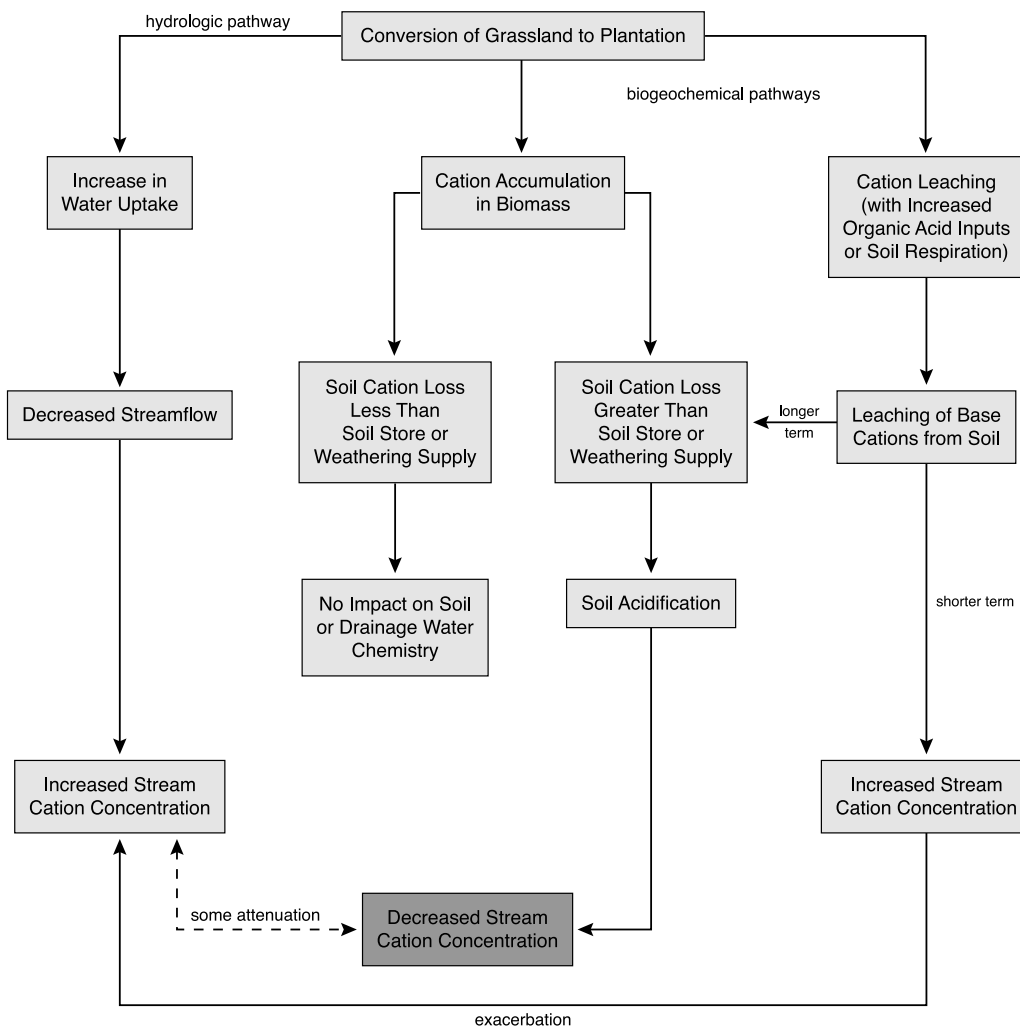 hydrologic pathway
Conversion of Grassland to Plantation
biogeochemical pathways
Increase in
Water Uptake
Cation Accumulation
in Biomass
Cation Leaching
(with Increased
Organic Acid Inputs
or Soil Respiration)
Decreased Streamflow
Soil Cation Loss
Less Than
Soil Store or
Weathering Supply
Soil Cation Loss
Greater Than
Soil Store or
Weathering Supply
longer
term
Leaching of Base
Cations from Soil
No Impact on Soil
or Drainage Water
Chemistry
Soil Acidification
shorter term
Increased Stream
Cation Concentration
Increased Stream
Cation Concentration
some attenuation
Decreased Stream
Cation Concentration
exacerbation